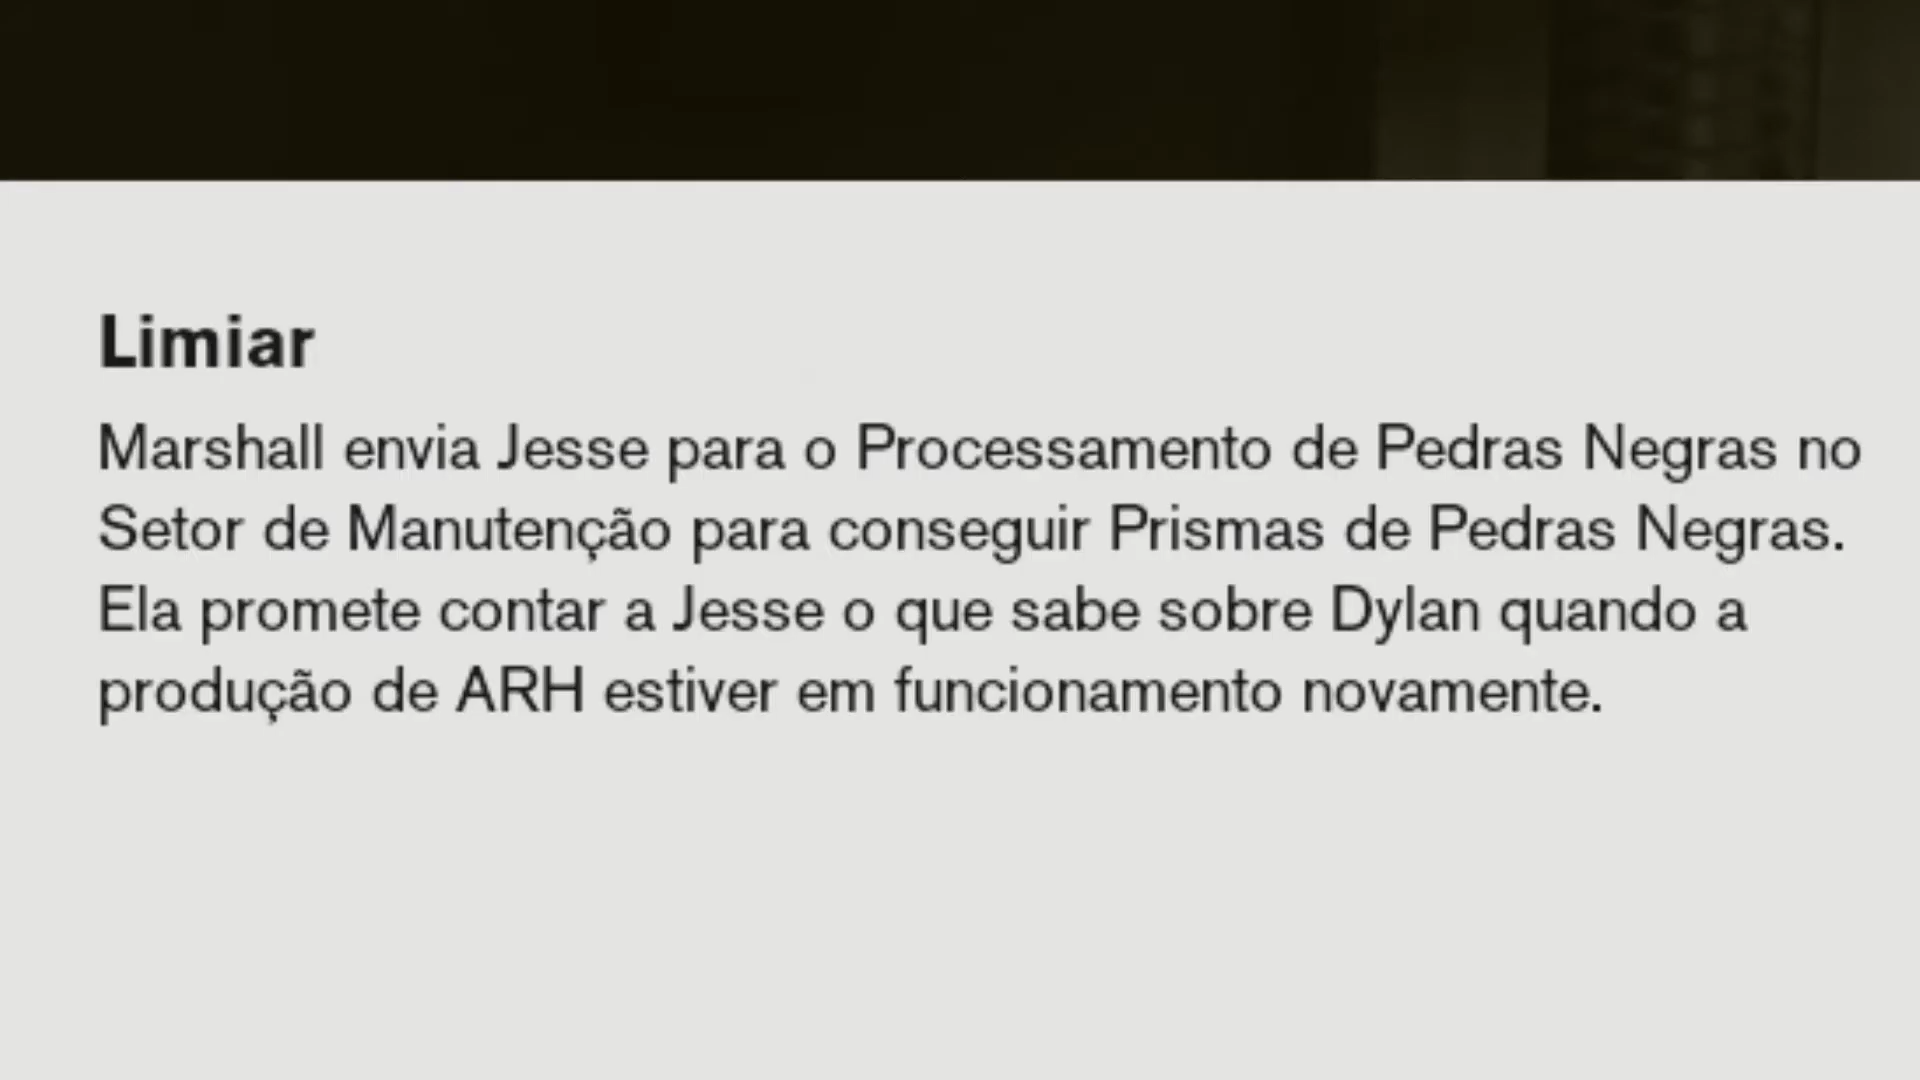 Limiar
Marshall envia Jesse para o Processamento de Pedras Negras no
Setor de Manutenção para conseguir Prismas de Pedras Negras.
Ela promete contar a Jesse o que sabe sobre Dylan quando a
produção de ARH estiver em funcionamento novamente.